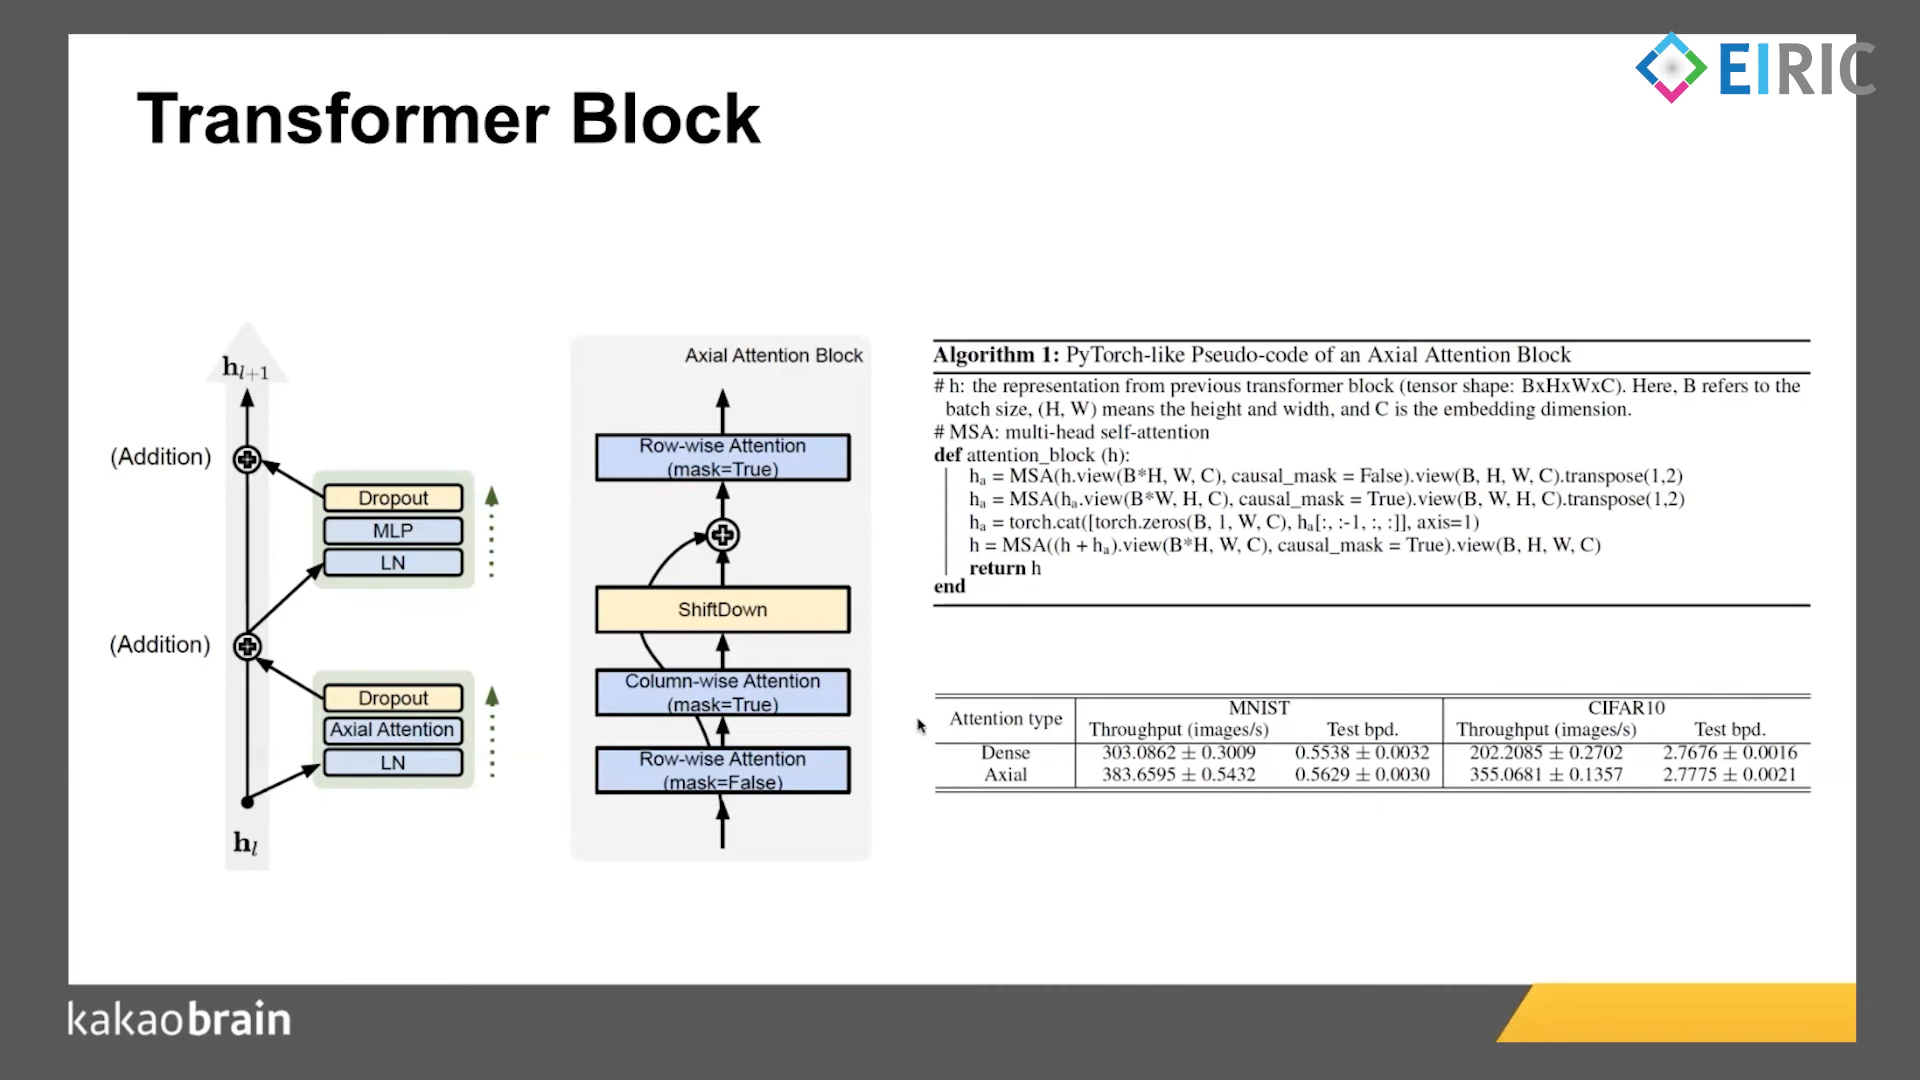 EIRIC
Transformer Block
h_{l+1}
(Addition)
Dropout
MLP
LN
(Addition)
Dropout
Axial Attention
LN
h_l
Axial Attention Block
Row-wise Attention
(mask=True)
ShiftDown
Column-wise Attention
(mask=True)
Row-wise Attention
(mask=False)
Algorithm 1: PyTorch-like Pseudo-code of an Axial Attention Block
# h: the representation from previous transformer block (tensor shape: BxHxWxC). Here, B refers to the
batch size, (H, W) means the height and width, and C is the embedding dimension.
# MSA: multi-head self-attention
def attention_block (h):
h_a = MSA(h.view(B*H, W, C), causal_mask = False).view(B, H, W, C).transpose(1,2)
h_a = MSA(h_a.view(B*W, H, C), causal_mask = True).view(B, W, H, C).transpose(1,2)
h_a = torch.cat([torch.zeros(B, 1, W, C), h_a[:, :-1, :, :]], axis=1)
h = MSA((h + h_a).view(B*H, W, C), causal_mask = True).view(B, H, W, C)
return h
end
Attention type MNIST CIFAR10
Throughput (images/s) Test bpd. Throughput (images/s) Test bpd.
Dense 303.0862 ± 0.3009 0.5538 ± 0.0032 202.2085 ± 0.2702 2.7676 ± 0.0016
Axial 383.6595 ± 0.5432 0.5629 ± 0.0030 355.0681 ± 0.1357 2.7775 ± 0.0021
kakaobrain